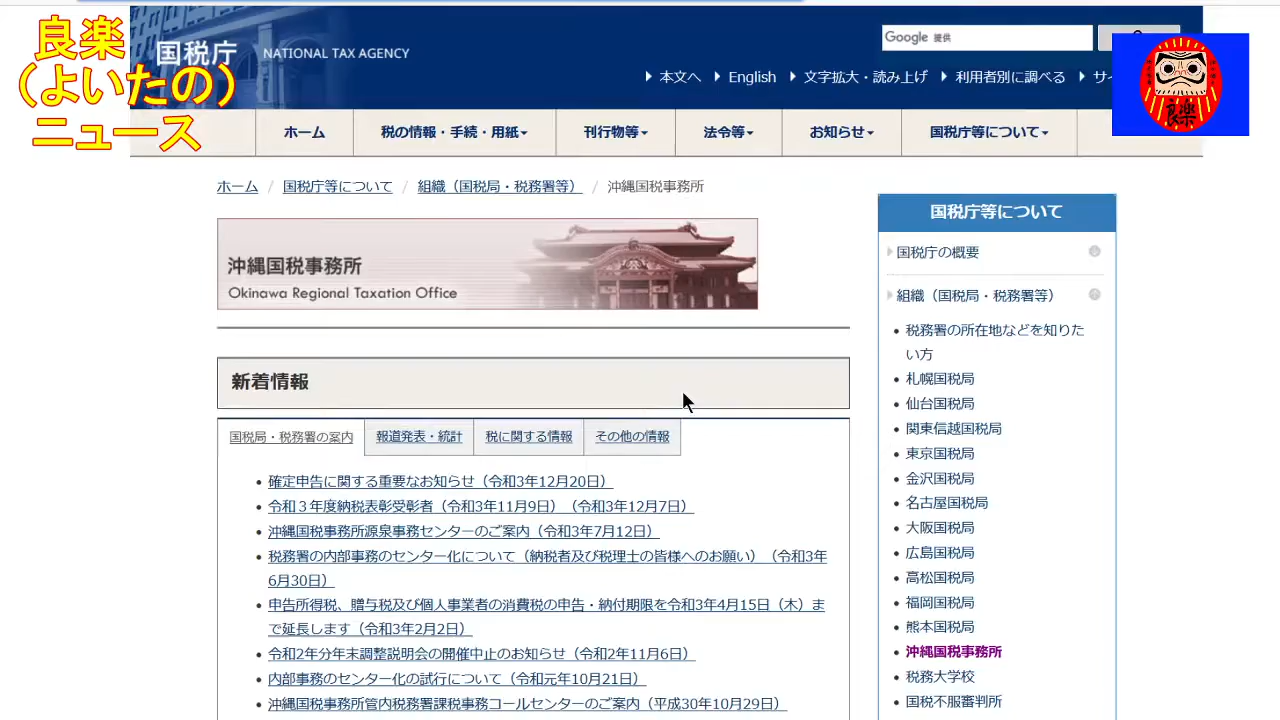 良楽
（よいたの）
ニュース
国税庁 NATIONAL TAX AGENCY
Google 提供
本文へ English 文字拡大・読み上げ 利用者別に調べる サイ
良楽
ホーム 税の情報・手続・用紙 刊行物等 法令等 お知らせ 国税庁等について
ホーム / 国税庁等について / 組織（国税局・税務署等） / 沖縄国税事務所
沖縄国税事務所
Okinawa Regional Taxation Office
新着情報
国税局・税務署の案内 報道発表・統計 税に関する情報 その他の情報
確定申告に関する重要なお知らせ（令和3年12月20日）
令和３年度納税表彰受彰者（令和3年11月9日）（令和3年12月7日）
沖縄国税事務所源泉事務センターのご案内（令和3年7月12日）
税務署の内部事務のセンター化について（納税者及び税理士の皆様へのお願い）（令和3年
6月30日）
申告所得税、贈与税及び個人事業者の消費税の申告・納付期限を令和3年4月15日（木）ま
で延長します（令和3年2月2日）
令和2年分年末調整説明会の開催中止のお知らせ（令和2年11月6日）
内部事務のセンター化の試行について（令和元年10月21日）
沖縄国税事務所管内税務署課税事務コールセンターのご案内（平成30年10月29日）
国税庁等について
国税庁の概要
組織（国税局・税務署等）
税務署の所在地などを知りた
い方
札幌国税局
仙台国税局
関東信越国税局
東京国税局
金沢国税局
名古屋国税局
大阪国税局
広島国税局
高松国税局
福岡国税局
熊本国税局
沖縄国税事務所
税務大学校
国税不服審判所